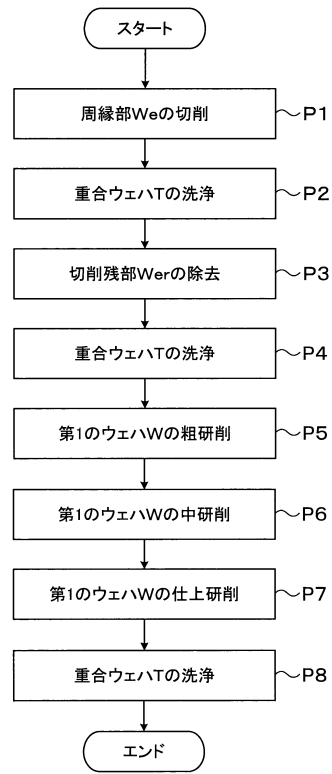 スタート
周縁部Weの切削 P1
重合ウェハTの洗浄 P2
切削残部Werの除去 P3
重合ウェハTの洗浄 P4
第1のウェハWの粗研削 P5
第1のウェハWの中研削 P6
第1のウェハWの仕上研削 P7
重合ウェハTの洗浄 P8
エンド